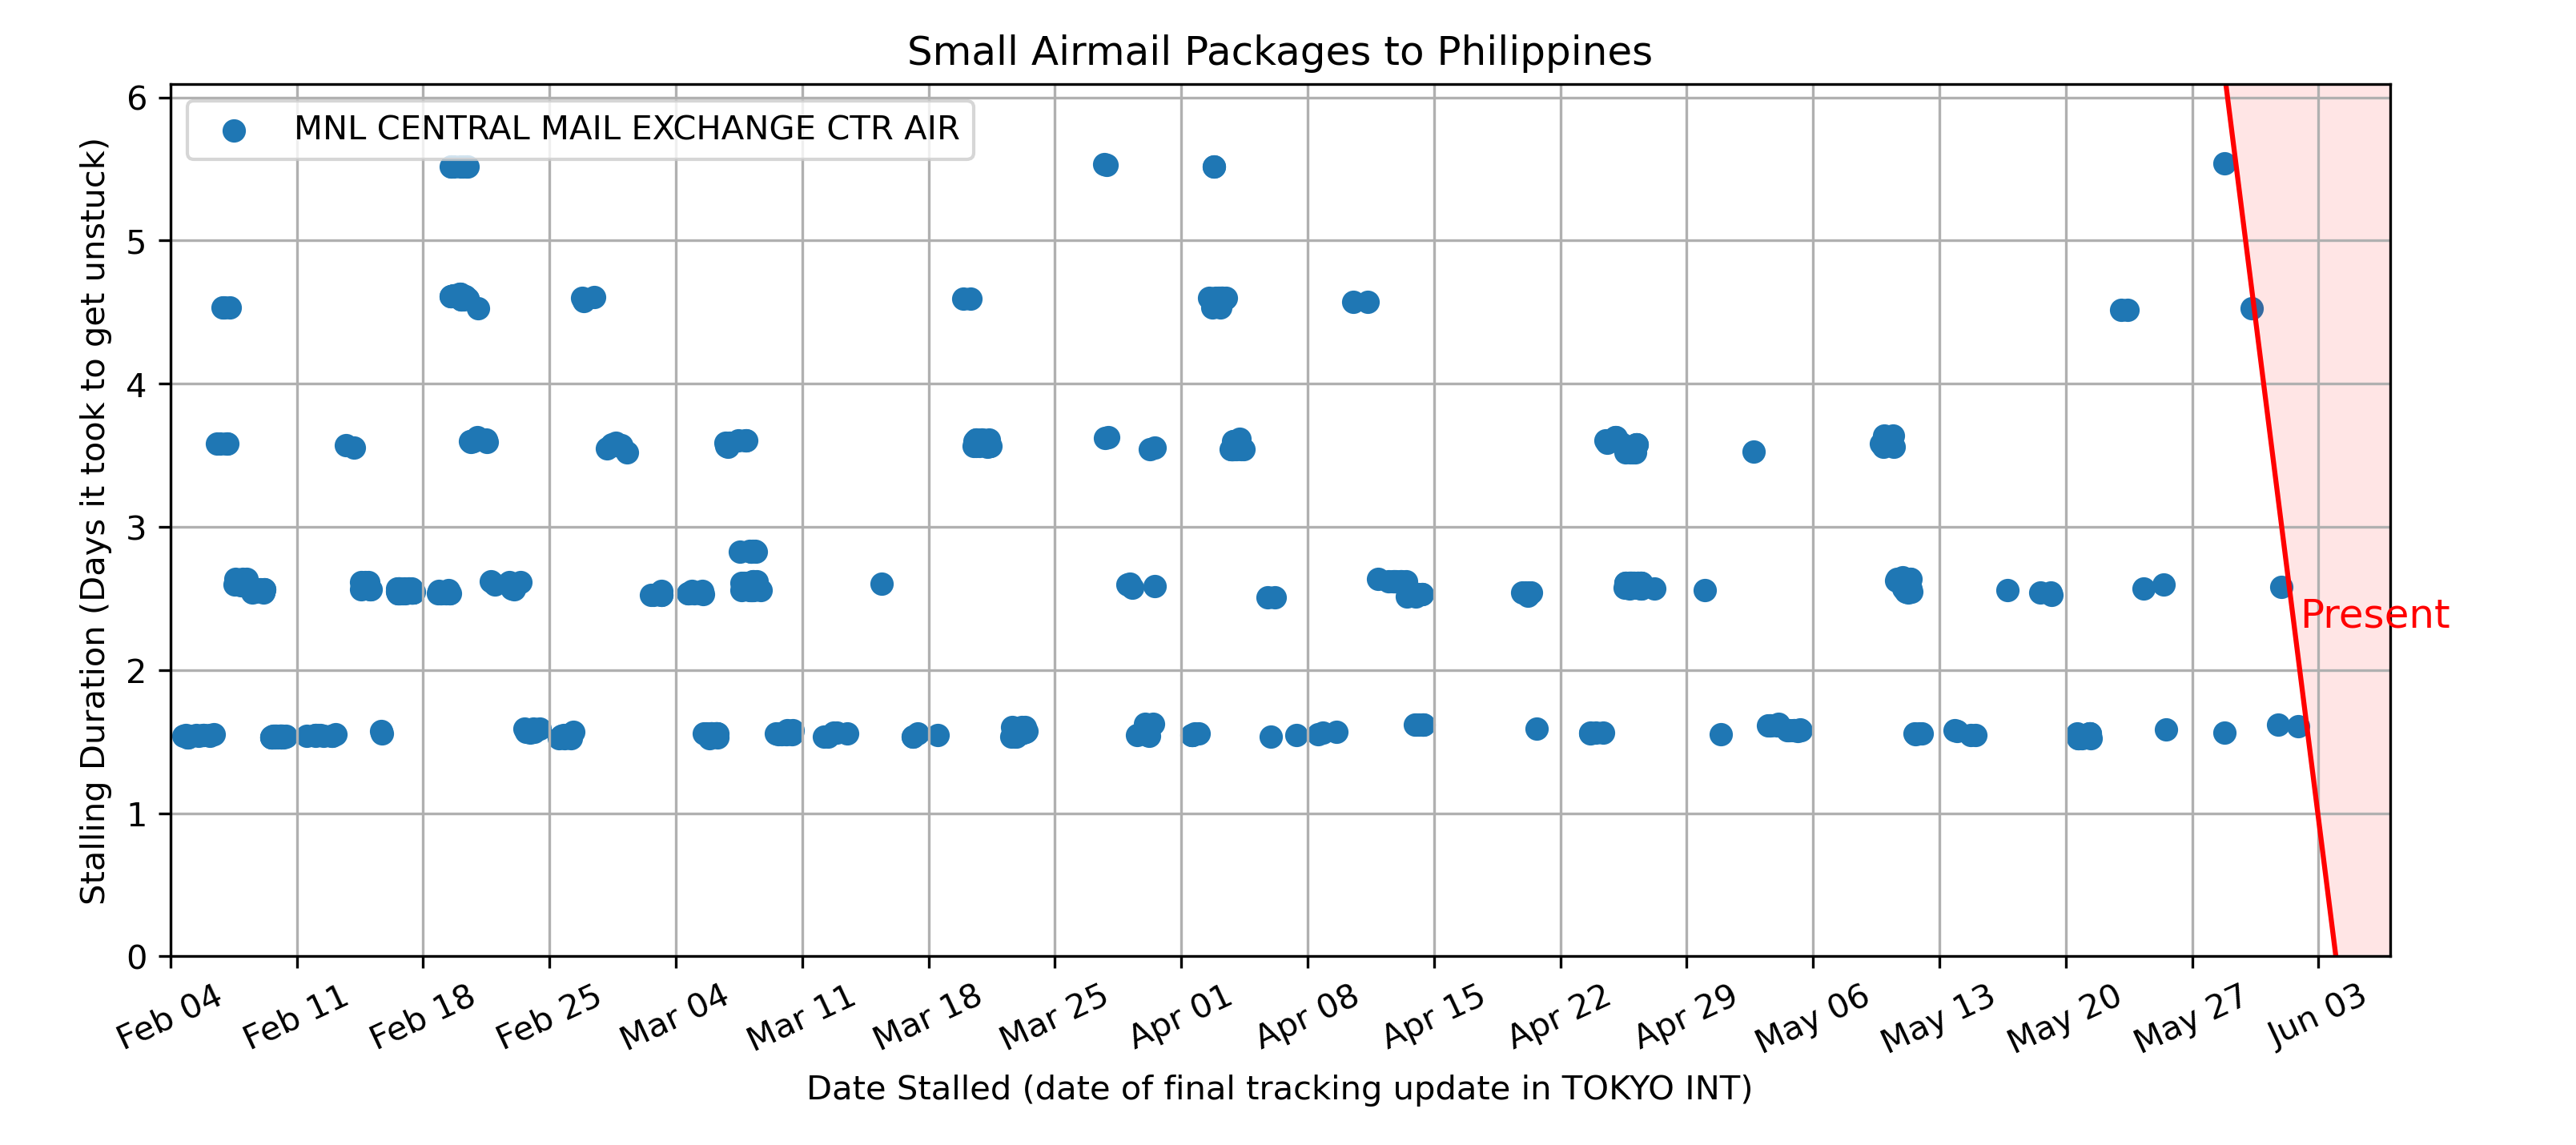 Small Airmail Packages to Philippines
MNL CENTRAL MAIL EXCHANGE CTR AIR
Stalling Duration (Days it took to get unstuck)
6
5
4
3
2
1
0
Present
Feb 04
Feb 11
Feb 18
Feb 25
Mar 04
Mar 11
Mar 18
Mar 25
Apr 01
Apr 08
Apr 15
Apr 22
Apr 29
May 06
May 13
May 20
May 27
Jun 03
Date Stalled (date of final tracking update in TOKYO INT)